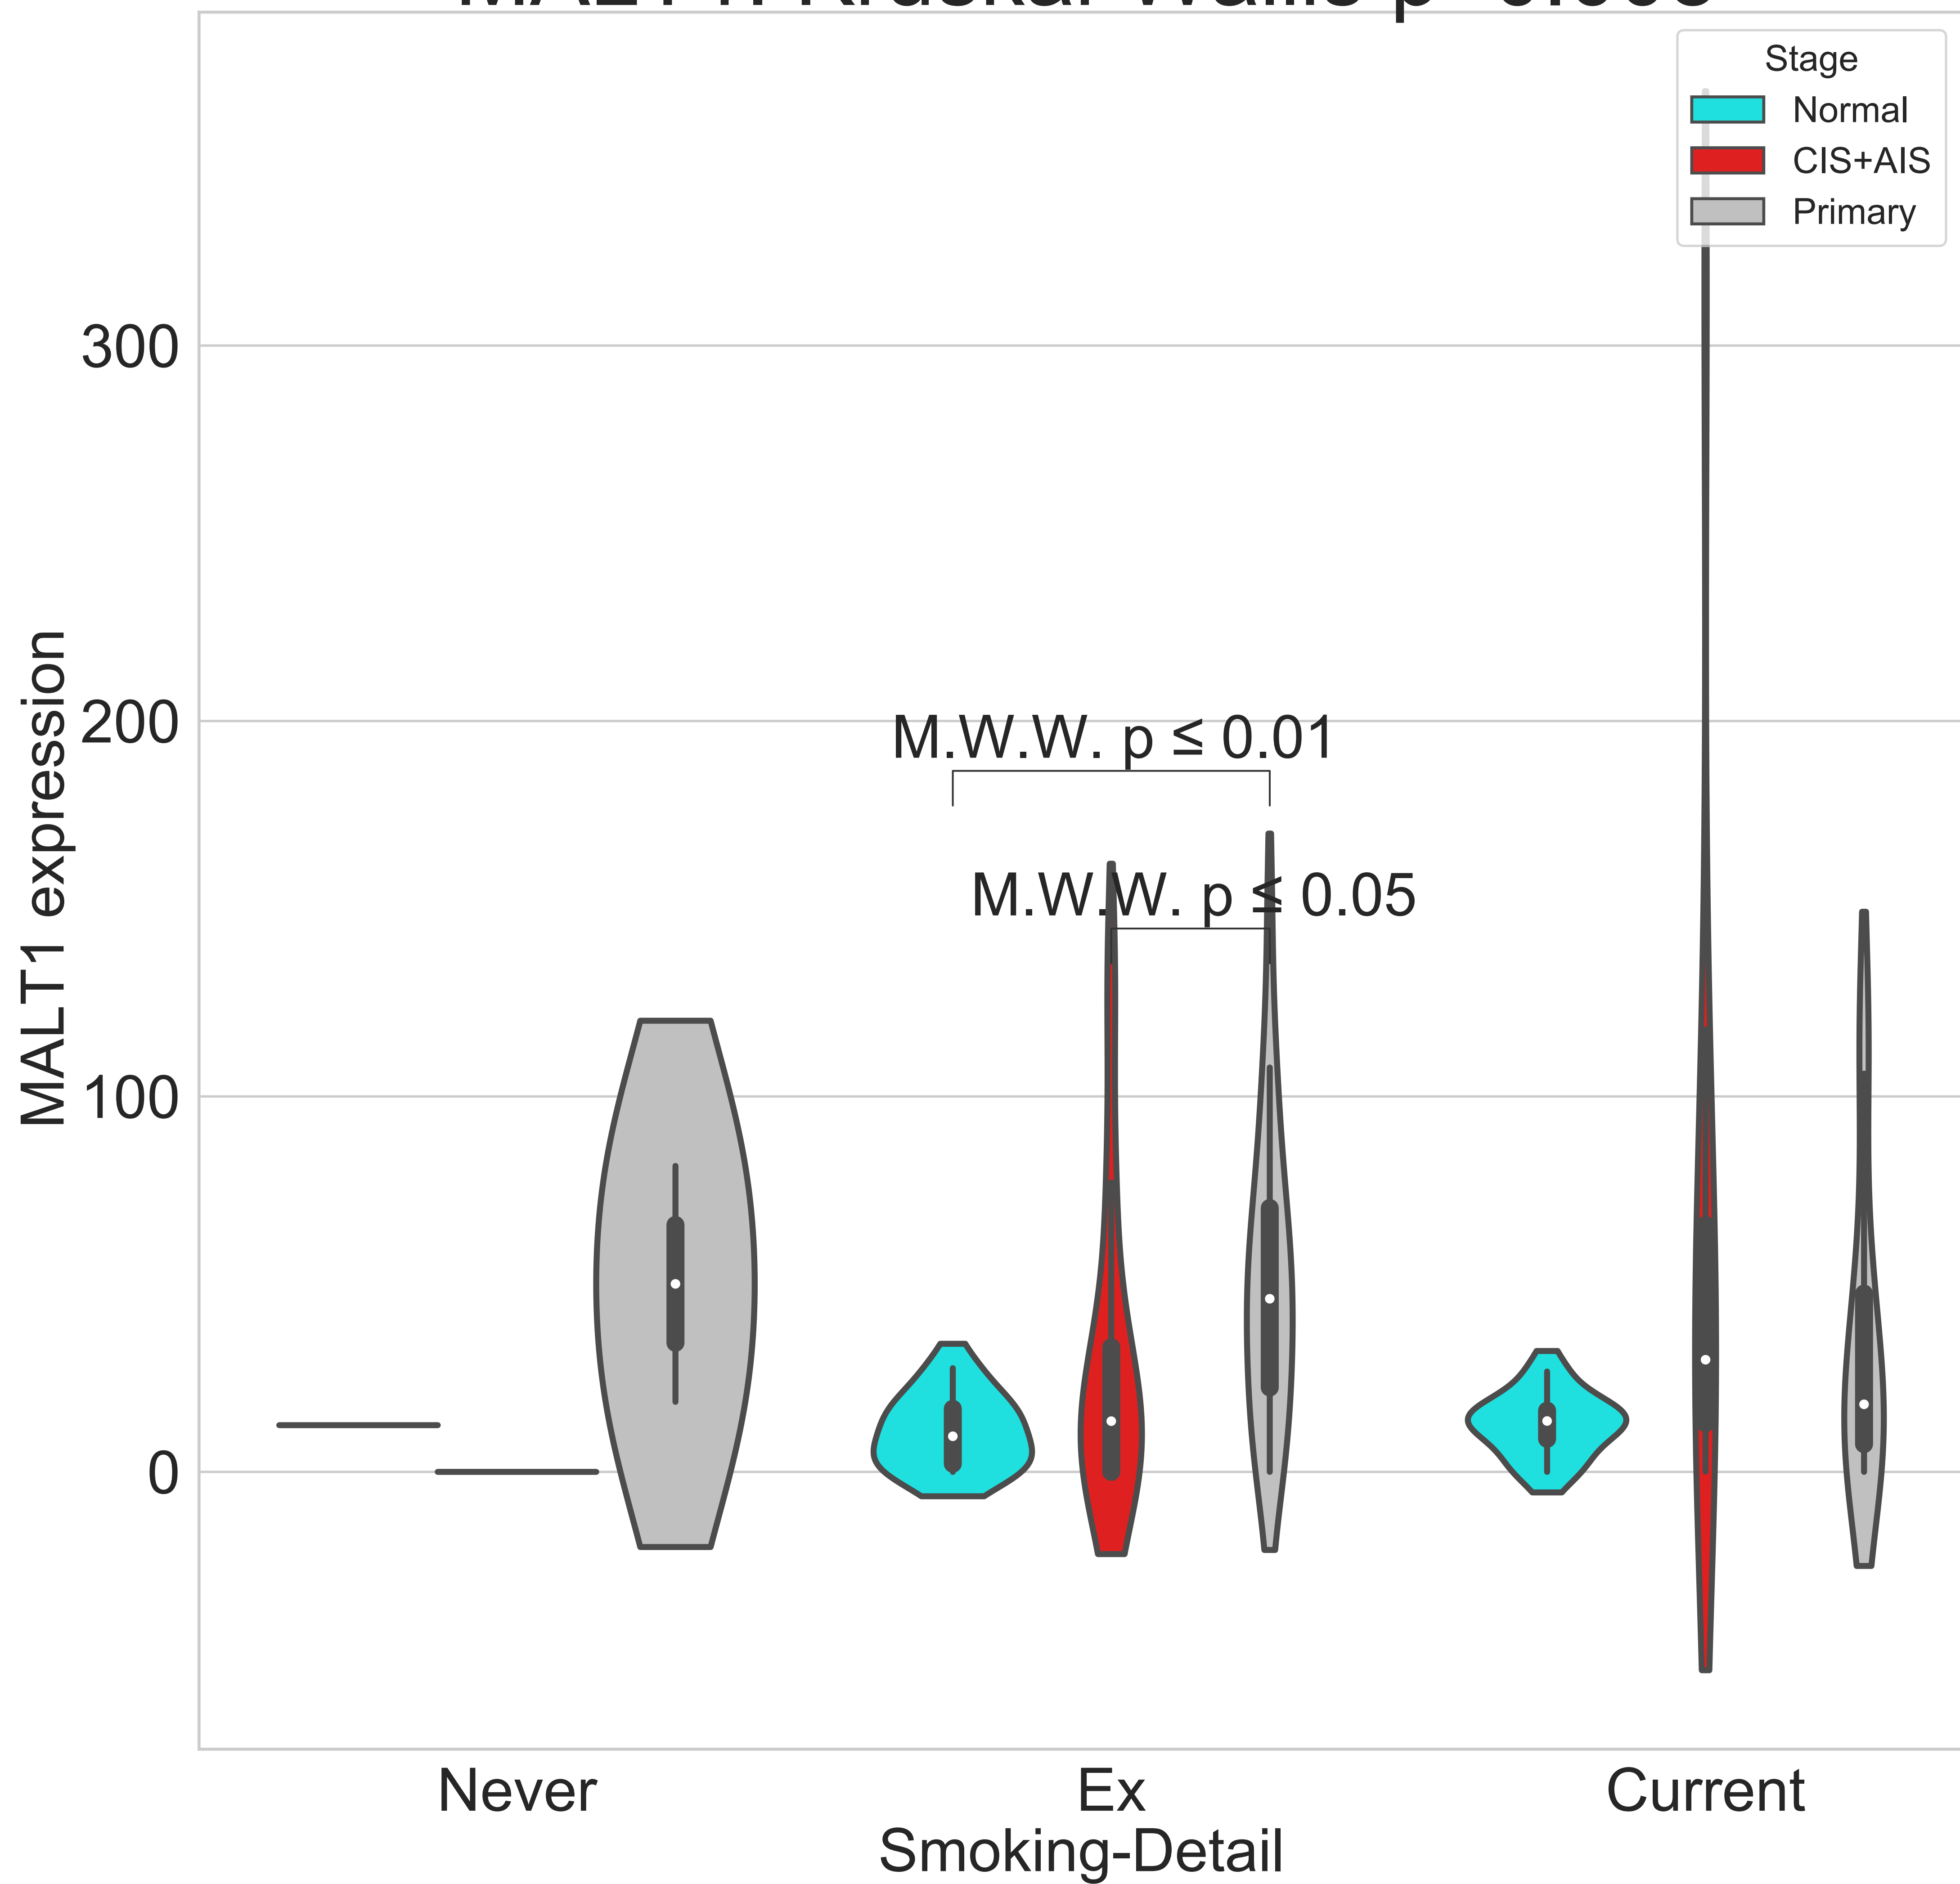 Stage
Normal
CIS+AIS
Primary
300
200
100
0
MALT1 expression
M.W.W. p ≤ 0.01
M.W.W. p ≤ 0.05
Never
Ex
Current
Smoking-Detail